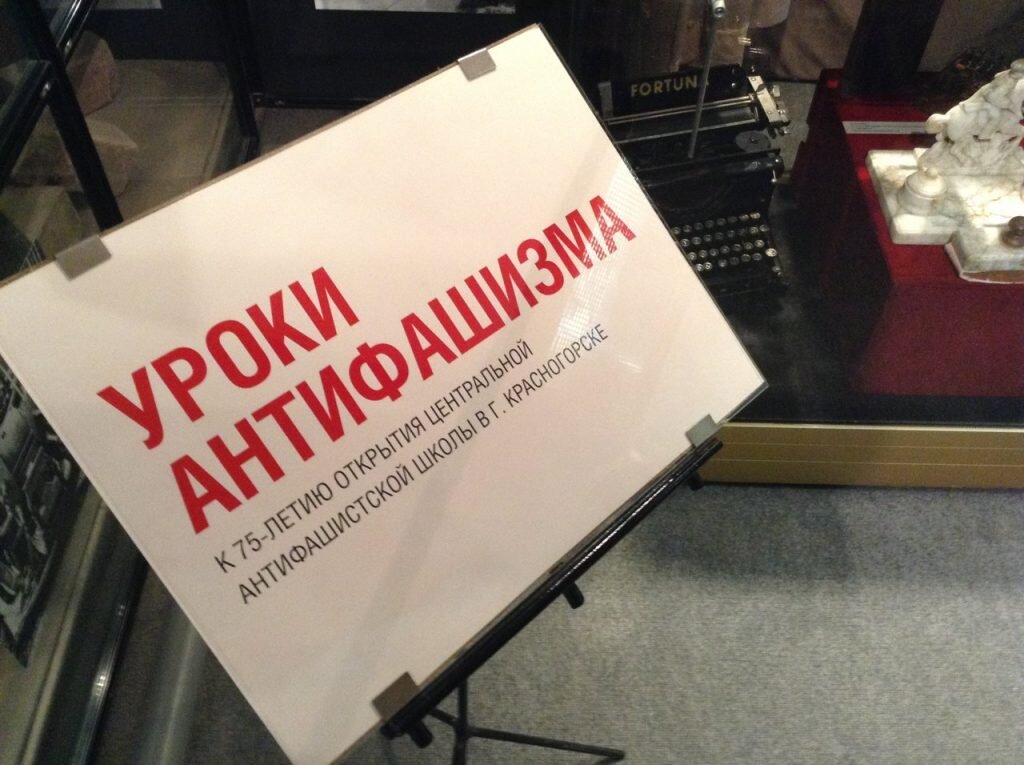 FORTUN
УРОКИ
АНТИФАШИЗМА
К 75-ЛЕТИЮ ОТКРЫТИЯ ЦЕНТРАЛЬНОЙ
АНТИФАШИСТСКОЙ ШКОЛЫ В Г. КРАСНОГОРСКЕ